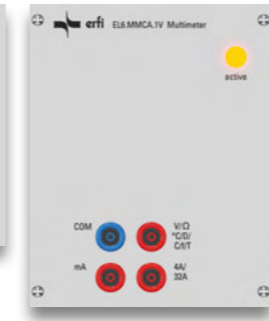 erfi EL6.MMCA.1V Multimeter
active
COM
V/Ω
°C/D/
C/f/T
mA
4A/
32A